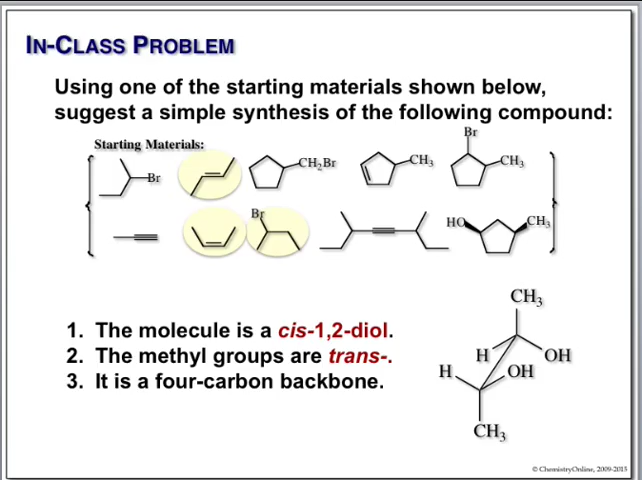 IN-CLASS PROBLEM
Using one of the starting materials shown below,
suggest a simple synthesis of the following compound:
Starting Materials:
Br
CH2Br
CH3
Br
CH3
Br
HO
CH3
1. The molecule is a cis-1,2-diol.
2. The methyl groups are trans-.
3. It is a four-carbon backbone.
CH3
H
OH
H
OH
CH3
© ChemistryOnline, 2009-2015